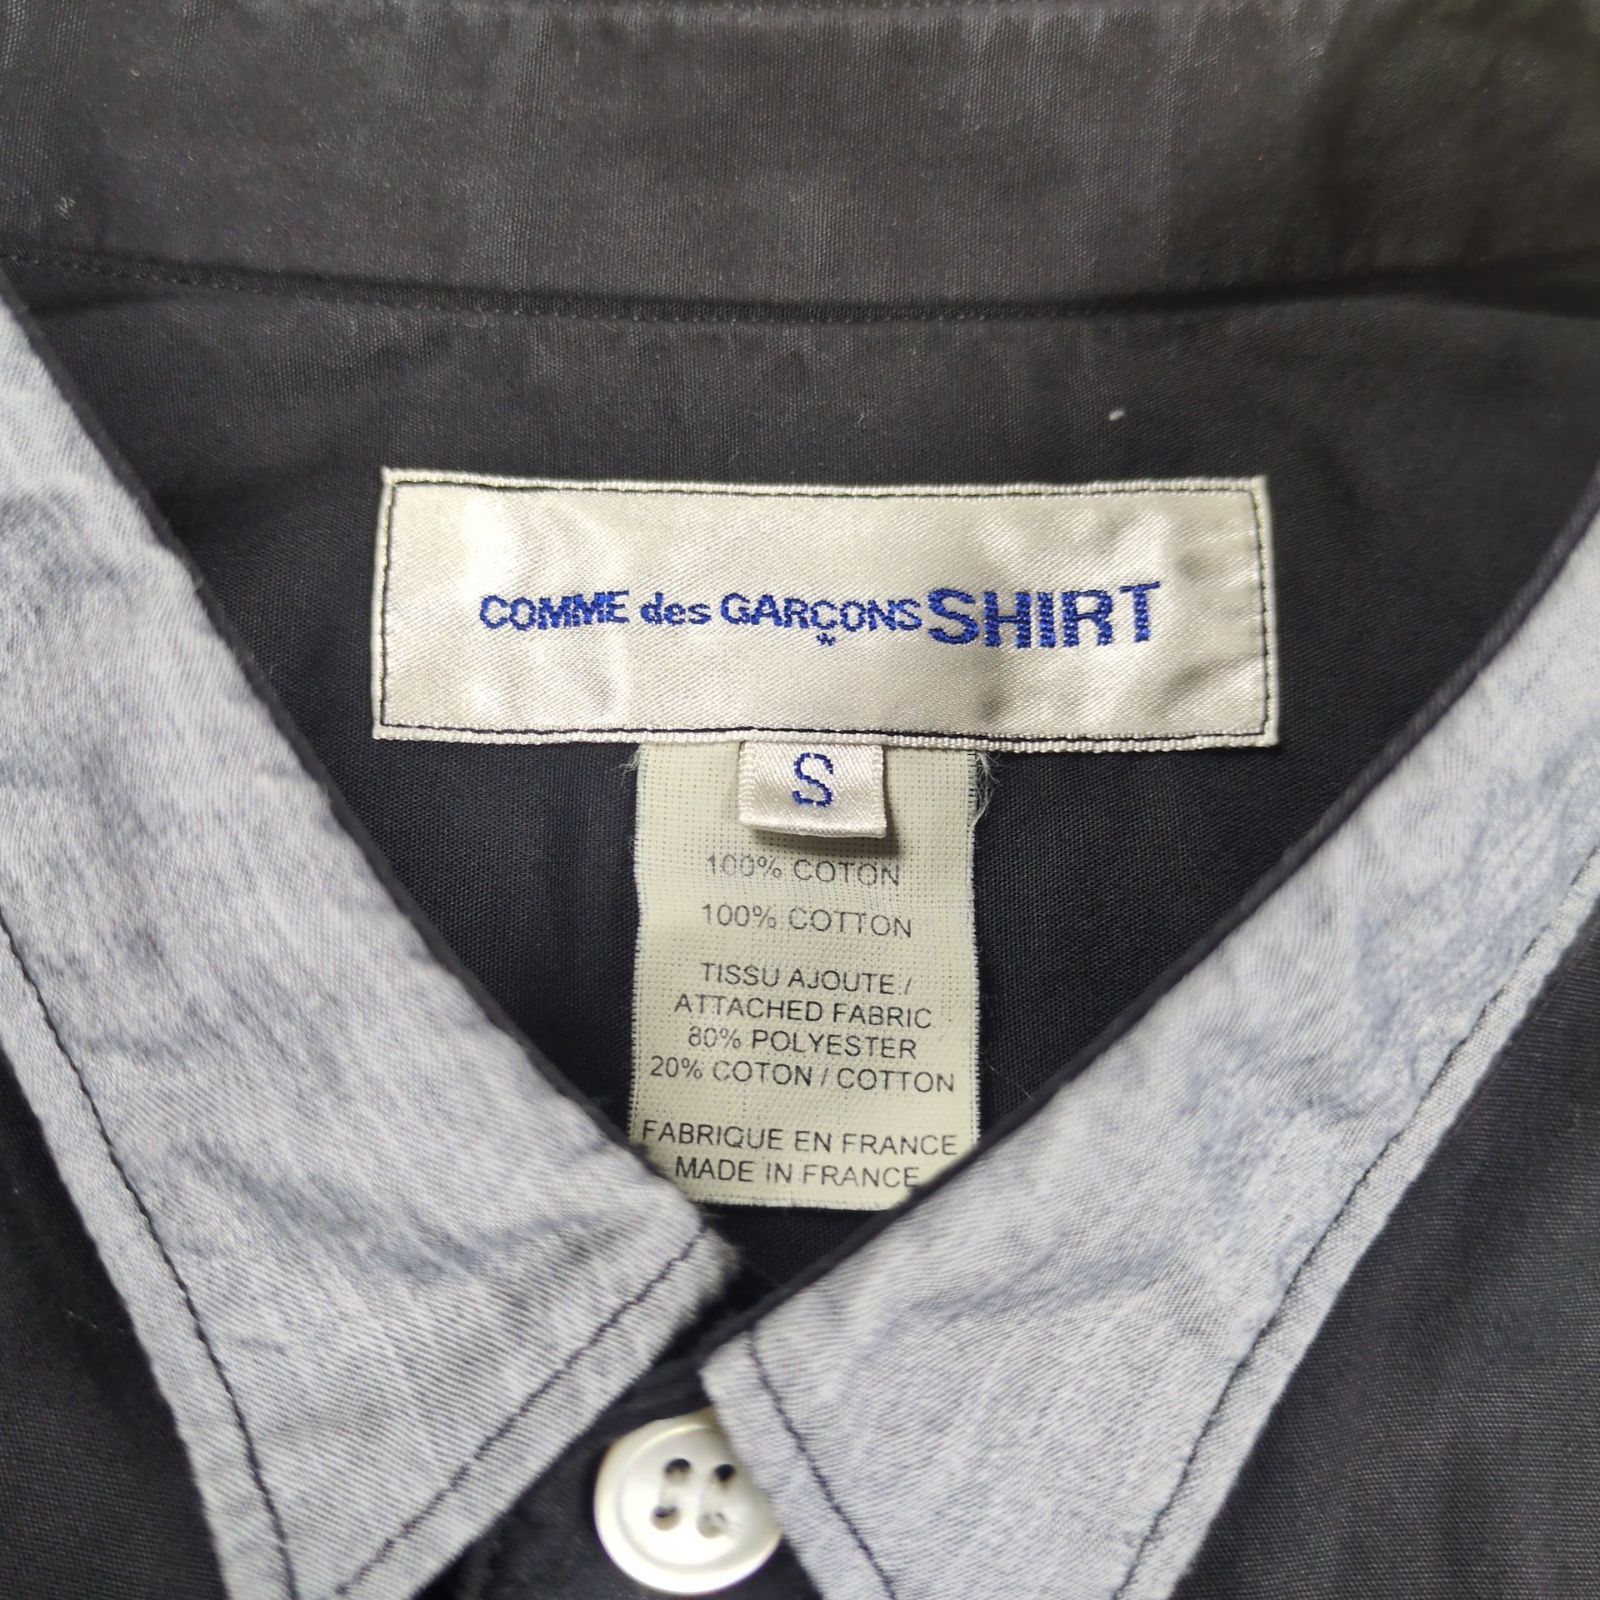 COMME des GARÇONS SHIRT
*
S
100% COTON
100% COTTON
TISSU AJOUTE /
ATTACHED FABRIC
80% POLYESTER
20% COTON / COTTON
FABRIQUE EN FRANCE
MADE IN FRANCE